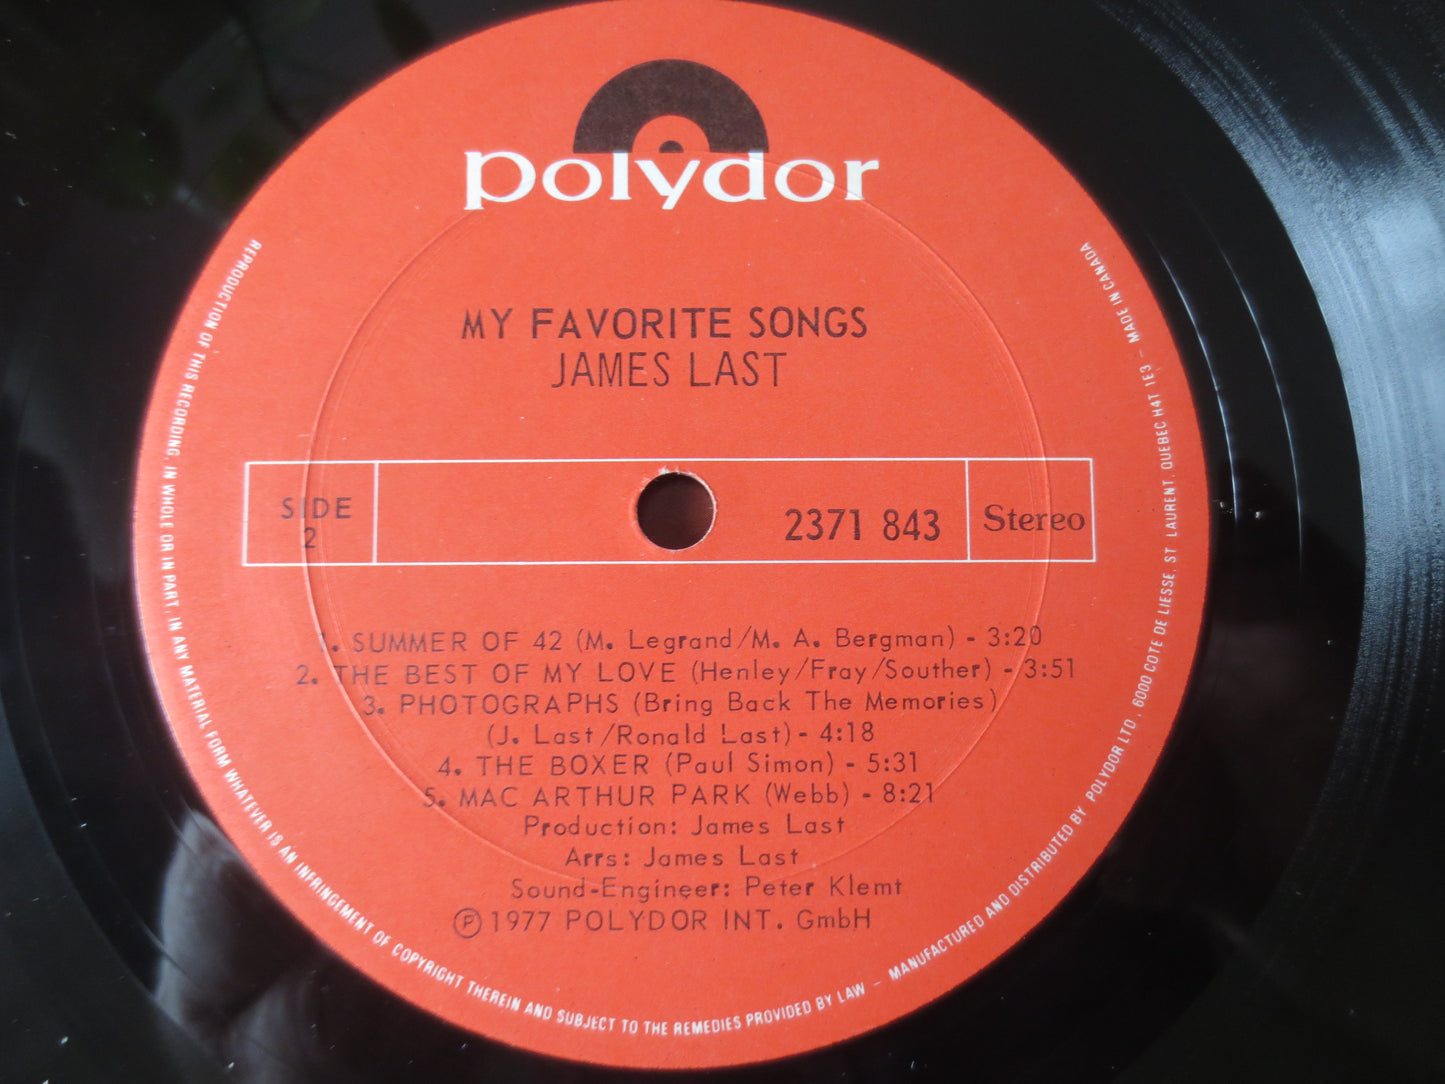 polydor
MY FAVORITE SONGS
JAMES LAST
SIDE
2
2371 843
Stereo
1. SUMMER OF 42 (M. Legrand/M. A. Bergman) - 3:20
2. THE BEST OF MY LOVE (Henley/Fray/Souther) - 3:51
3. PHOTOGRAPHS (Bring Back The Memories)
(J. Last/Ronald Last) - 4:18
4. THE BOXER (Paul Simon) - 5:31
5. MAC ARTHUR PARK (Webb) - 8:21
Production: James Last
Arrs: James Last
Sound-Engineer: Peter Klemt
Ⓟ 1977 POLYDOR INT. GmbH
REPRODUCTION OF THIS RECORDING, IN WHOLE OR IN PART, IN ANY MATERIAL FORM WHATEVER IS AN INFRINGEMENT OF COPYRIGHT THEREIN AND SUBJECT TO THE REMEDIES PROVIDED BY LAW – MANUFACTURED AND DISTRIBUTED BY POLYDOR LTD, 6000 COTE DE LIESSE, ST LAURENT, QUEBEC H4T 1E3 – MADE IN CANADA